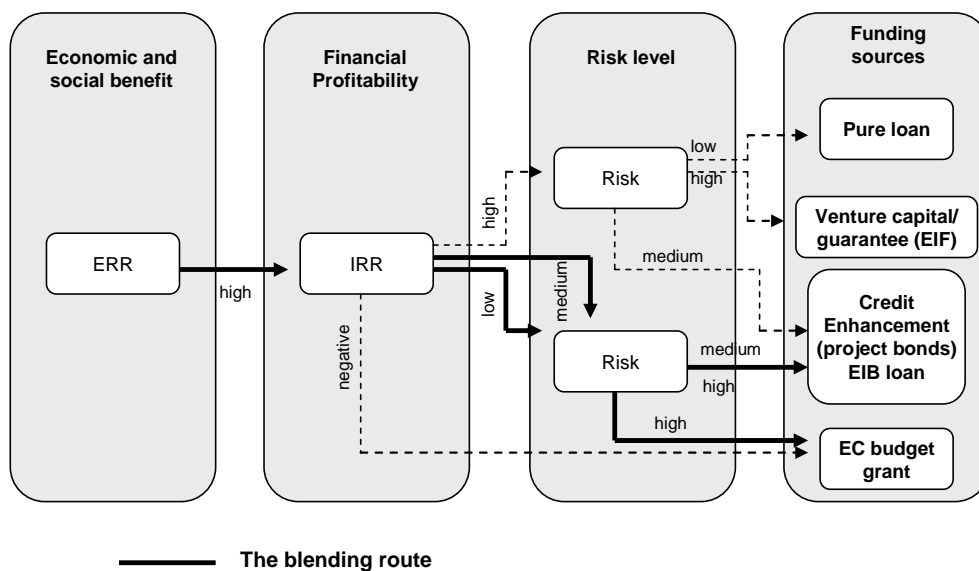 Economic and
social benefit
Financial
Profitability
Risk level
Funding
sources
ERR
high
IRR
high
medium
low
negative
Risk
low
high
medium
Risk
medium
high
high
Pure loan
Venture capital/
guarantee (EIF)
Credit
Enhancement
(project bonds)
EIB loan
EC budget
grant
The blending route